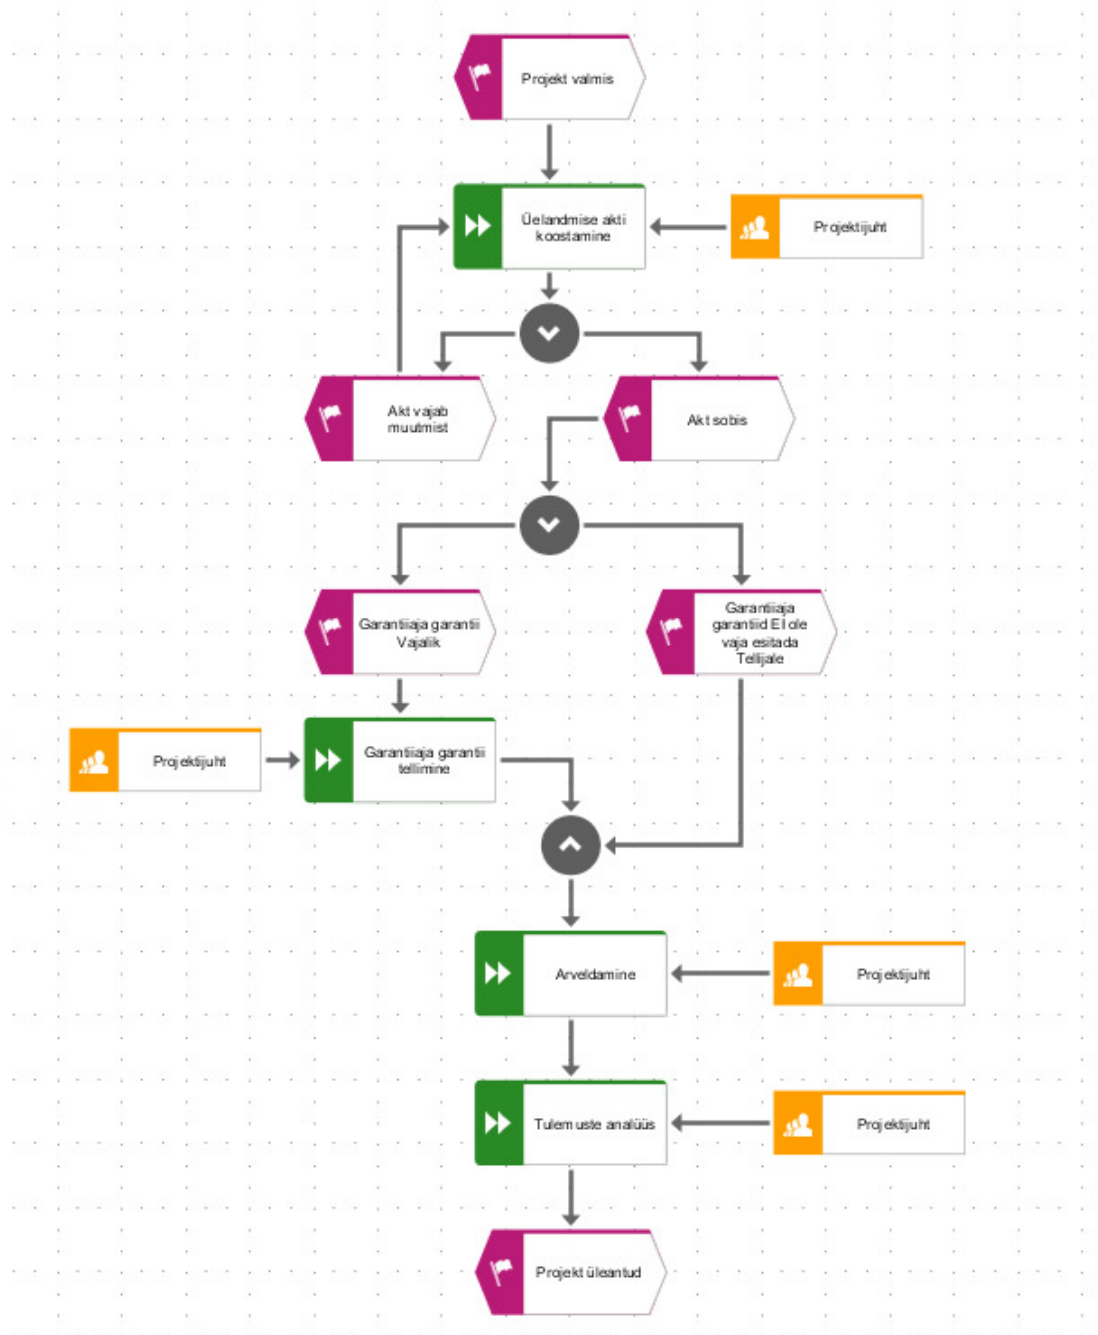 Projekt valmis
Üelandmise akti
koostamine
Projektijuht
Akt vajab
muutmist
Akt sobis
Garantiiaja garantii
Vajalik
Garantiiaja
garantiid EI ole
vaja esitada
Tellijale
Projektijuht
Garantiiaja garantii
tellimine
Arveldamine
Projektijuht
Tulemuste analüüs
Projektijuht
Projekt üleantud